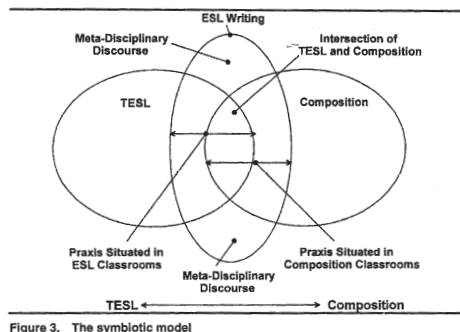 ESL Writing
Meta-Disciplinary
Discourse
Intersection of
TESL and Composition
TESL
Composition
Praxis Situated in
ESL Classrooms
Praxis Situated in
Composition Classrooms
Meta-Disciplinary
Discourse
TESL
Composition
Figure 3. The symbiotic model